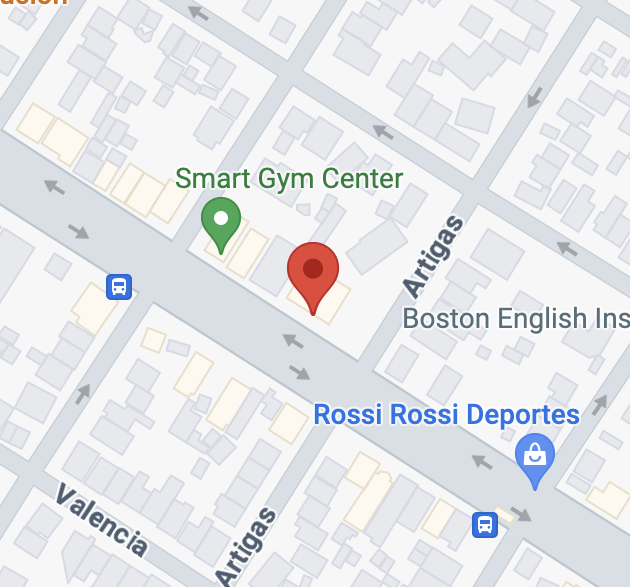 Smart Gym Center
Artigas
Boston English Ins
Rossi Rossi Deportes
Valencia
Artigas